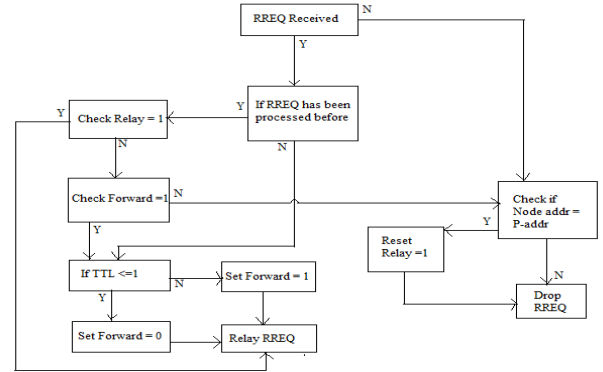 RREQ Received
N
Y
If RREQ has been
processed before
Y
N
Y
Check Relay = 1
N
Check Forward =1
N
Y
Check if
Node addr =
P-addr
Y
N
Reset
Relay =1
If TTL <=1
N
Y
Set Forward = 1
Drop
RREQ
Set Forward = 0
Relay RREQ